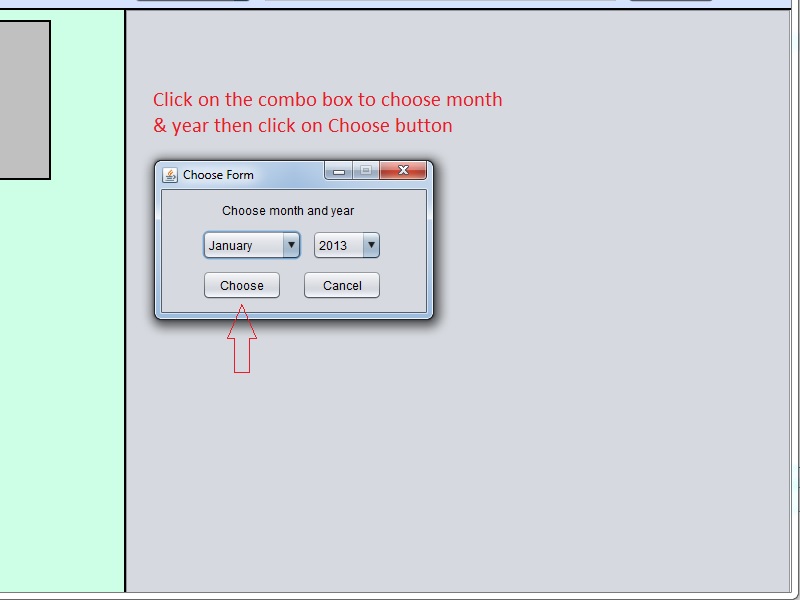 Click on the combo box to choose month
& year then click on Choose button
Choose Form
Choose month and year
January 2013
Choose Cancel